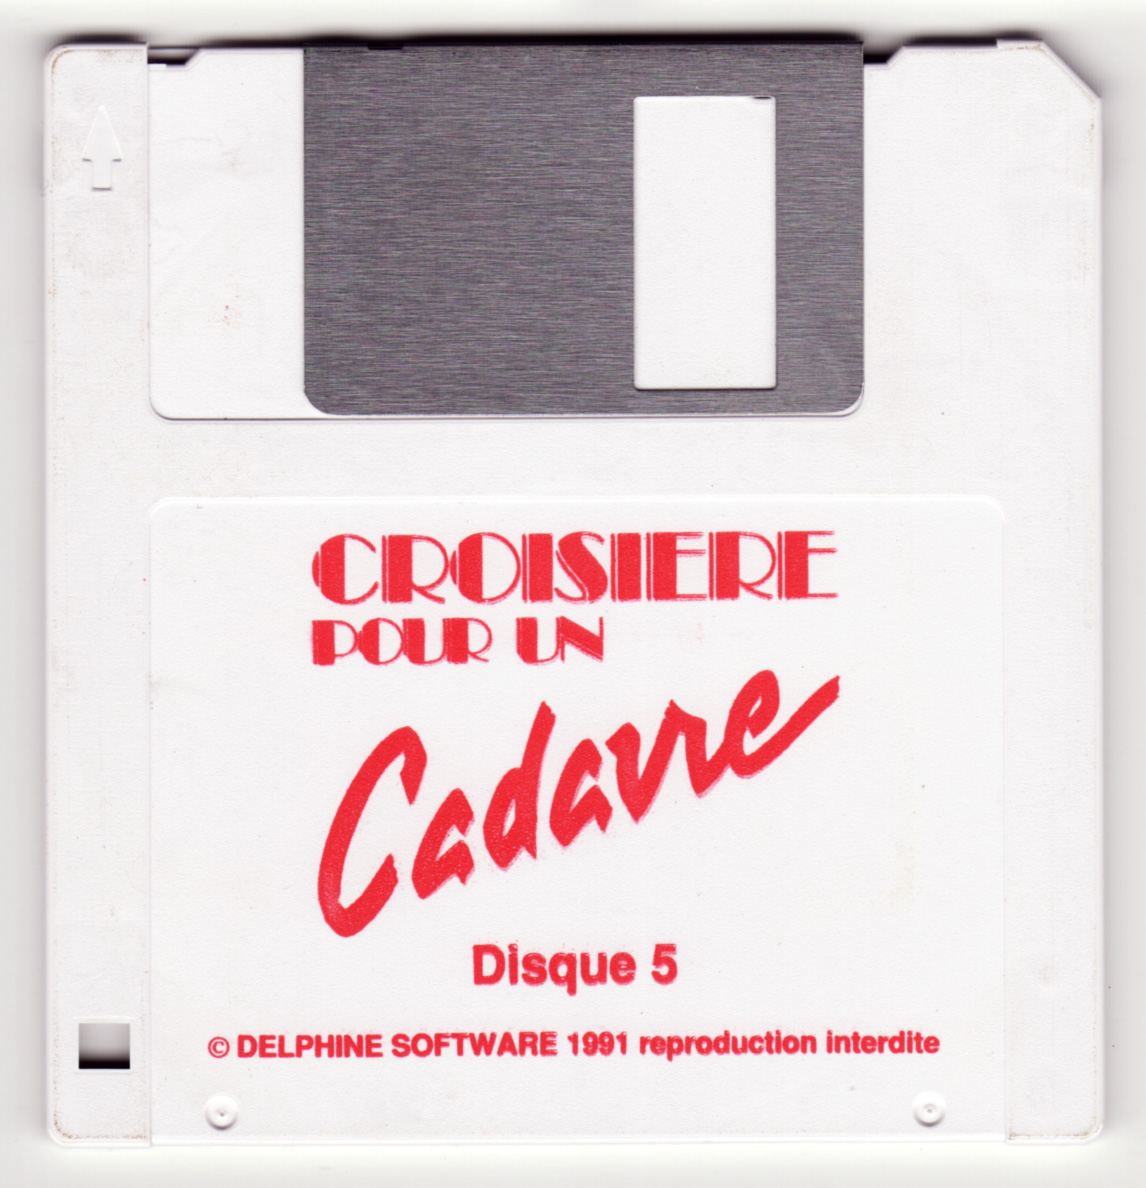 CROISIERE
POUR UN
Cadavre
Disque 5
© DELPHINE SOFTWARE 1991 reproduction interdite